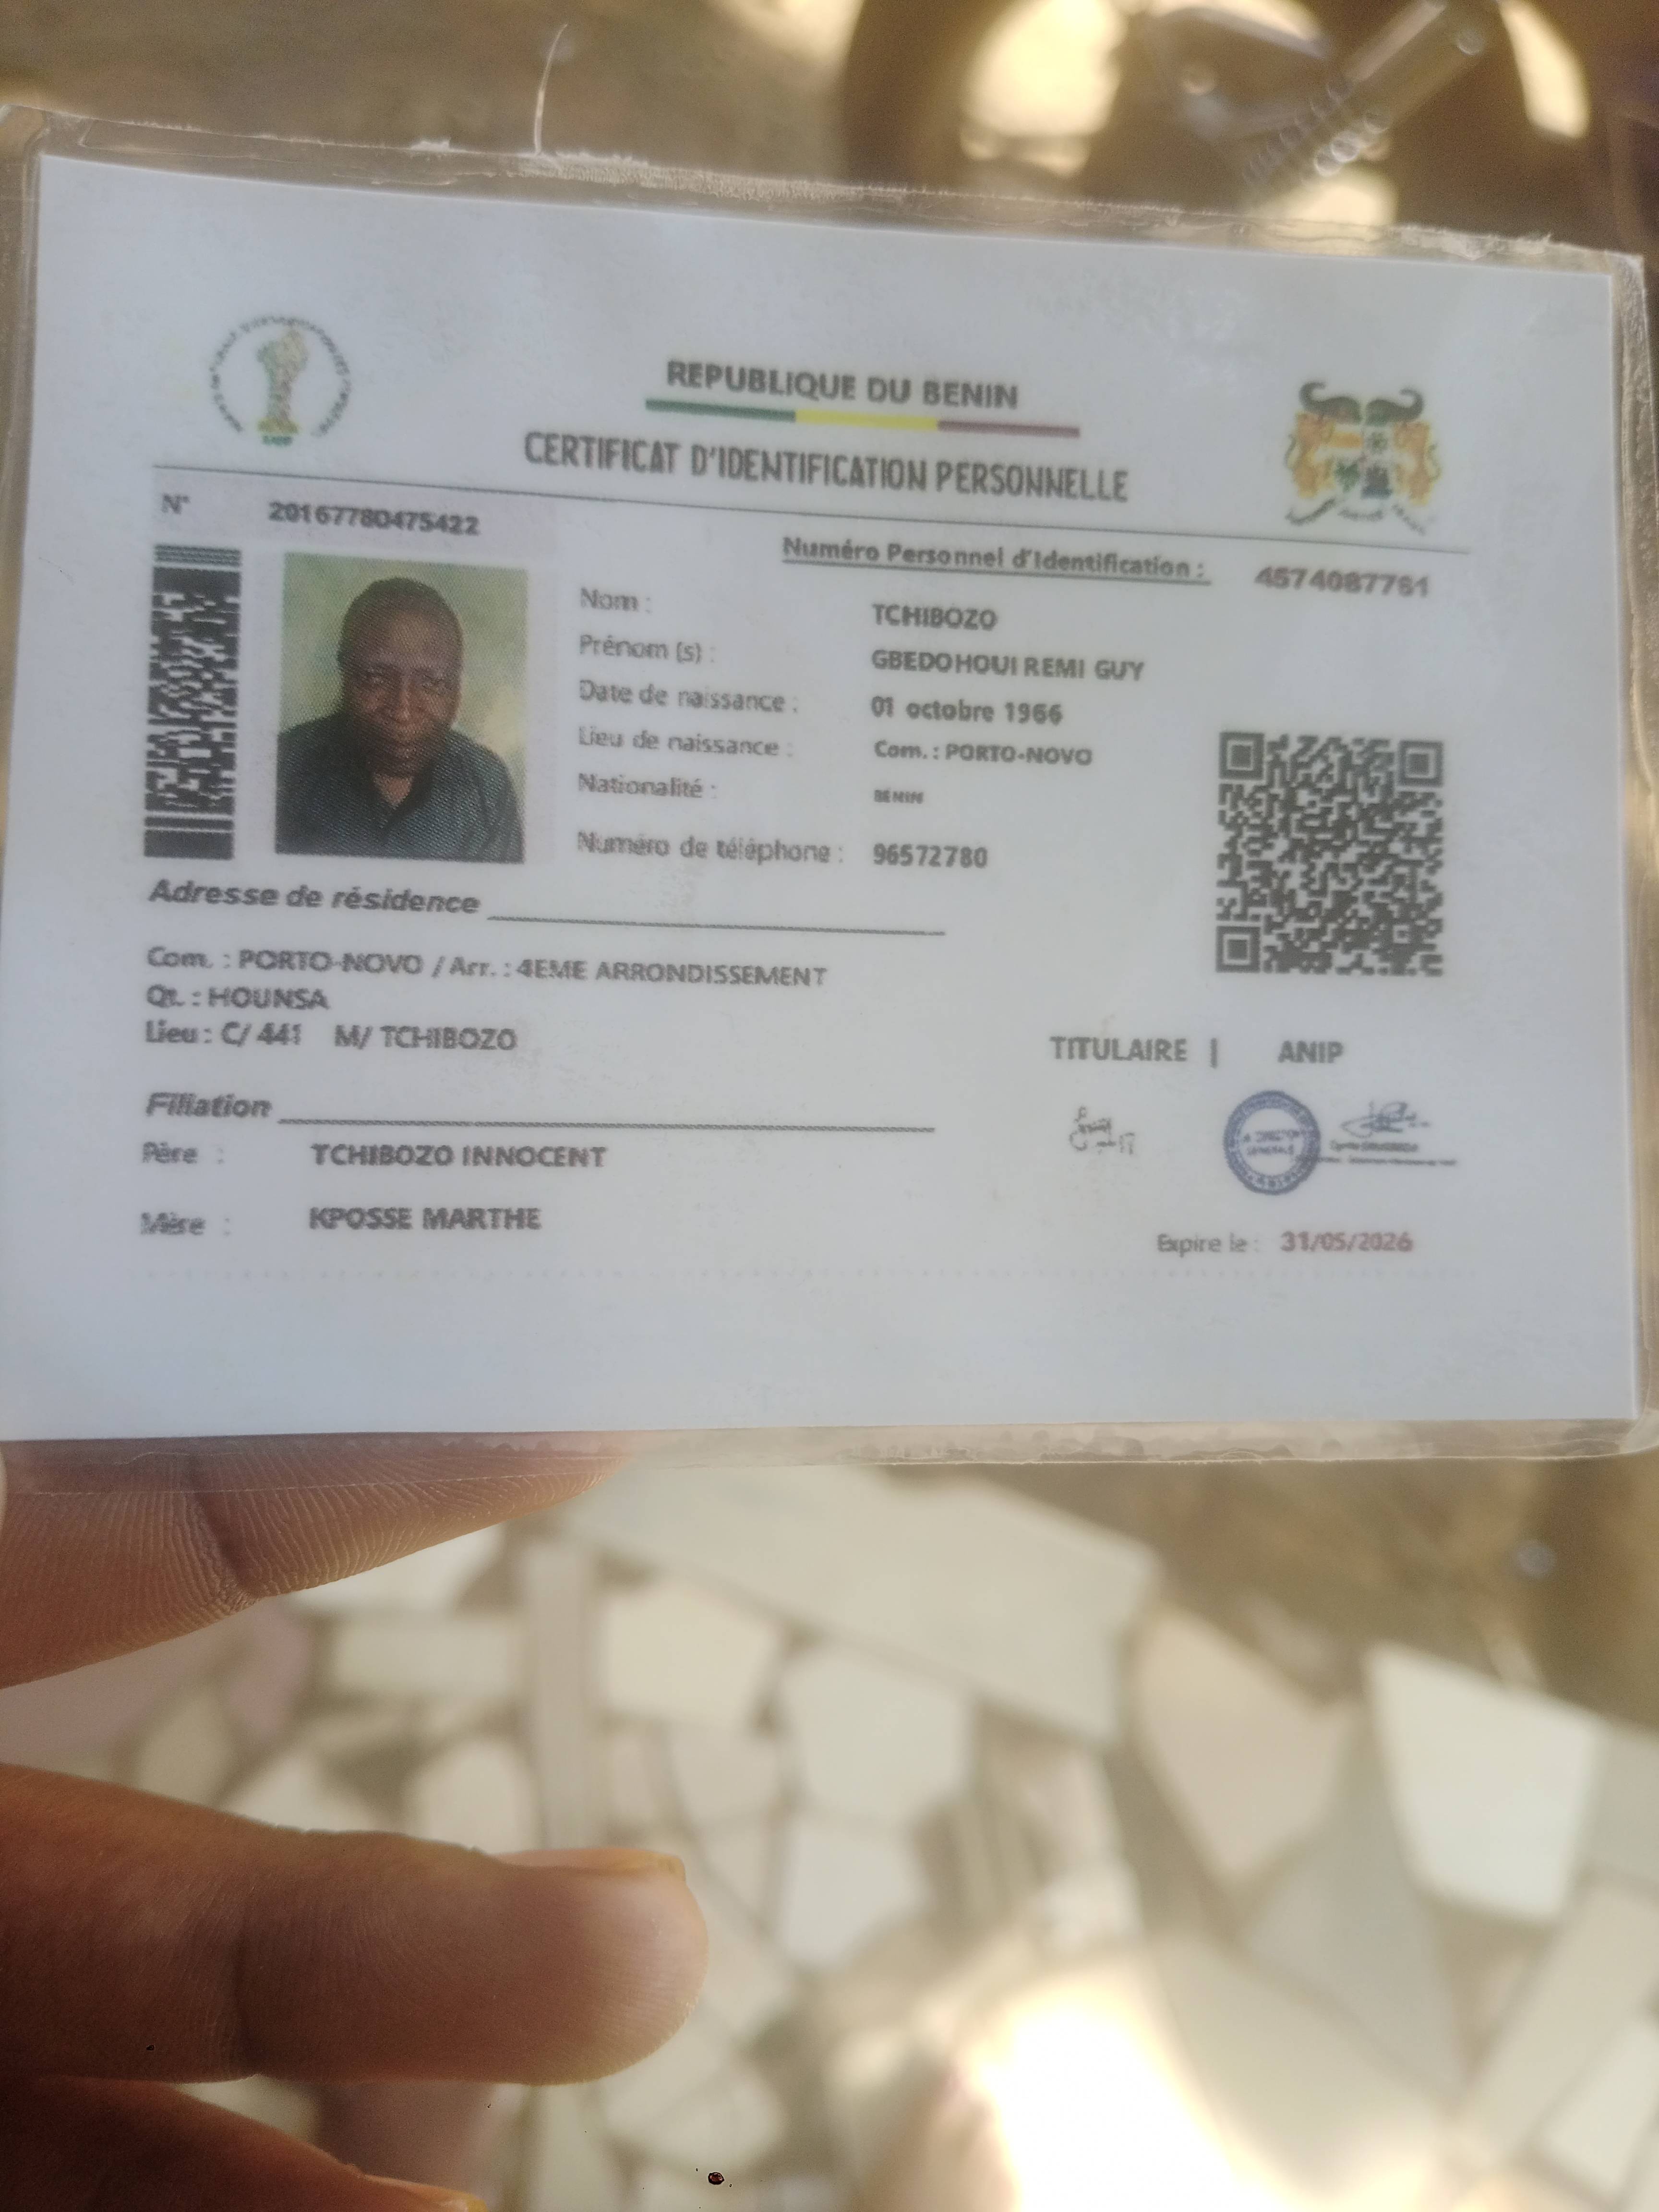 REPUBLIQUE DU BENIN
CERTIFICAT D'IDENTIFICATION PERSONNELLE
N° 20167780475422
Numéro Personnel d'Identification : 4574087761
Nom : TCHIBOZO
Prénom (s) : GBEDOHOUI REMI GUY
Date de naissance : 01 octobre 1966
Lieu de naissance : Com. : PORTO-NOVO
Nationalité : BENIN
Numéro de téléphone : 96572780
Adresse de résidence
Com. : PORTO-NOVO / Arr. : 4EME ARRONDISSEMENT
Qt. : HOUNSA
Lieu : C/ 441 M/ TCHIBOZO
TITULAIRE | ANIP
Filiation
Père : TCHIBOZO INNOCENT
Mère : KPOSSE MARTHE
Expire le : 31/05/2026